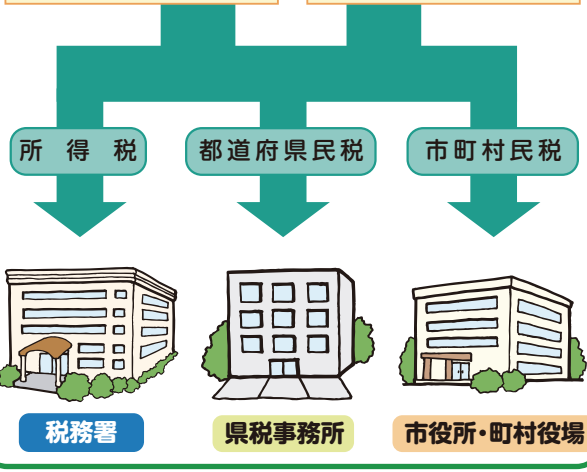 所得税
都道府県民税
市町村民税
税務署
県税事務所
市役所・町村役場